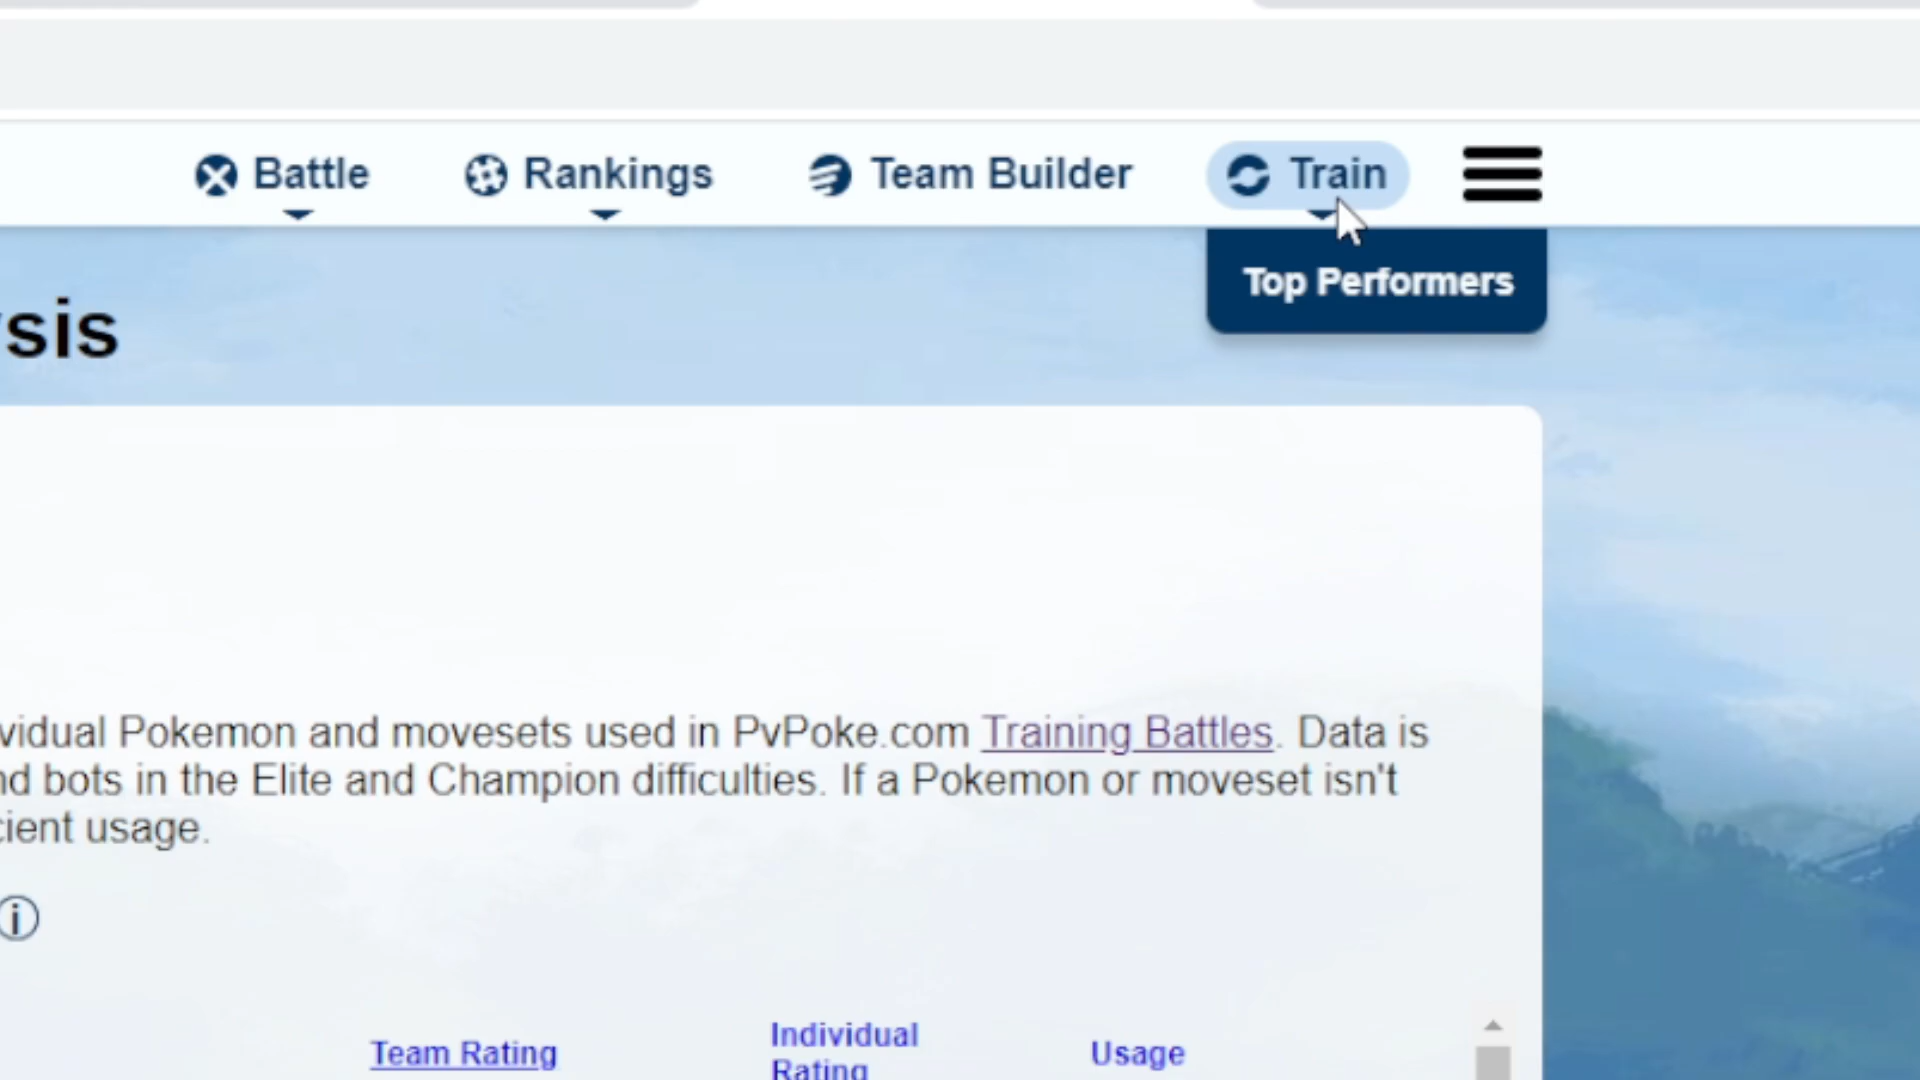 Battle Rankings Team Builder Train
Top Performers
ysis
vidual Pokemon and movesets used in PvPoke.com Training Battles. Data is
nd bots in the Elite and Champion difficulties. If a Pokemon or moveset isn't
cient usage.
i
Team Rating Individual Rating Usage